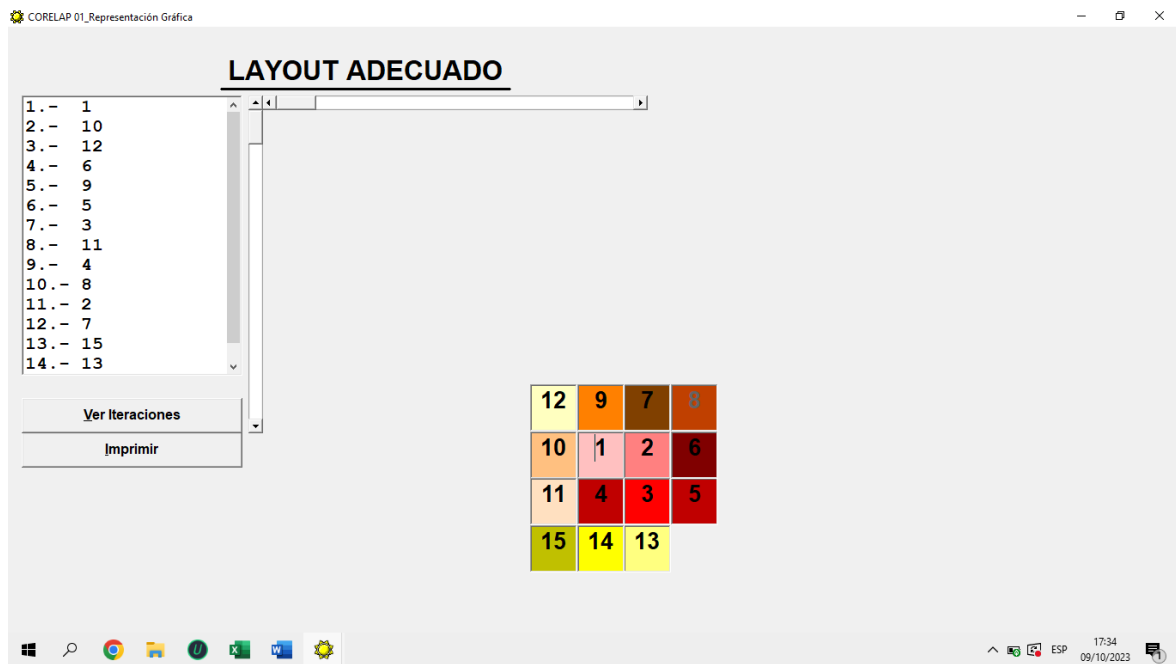 CORELAP 01_Representación Gráfica
LAYOUT ADECUADO
1.- 1
2.- 10
3.- 12
4.- 6
5.- 9
6.- 5
7.- 3
8.- 11
9.- 4
10.- 8
11.- 2
12.- 7
13.- 15
14.- 13
Ver Iteraciones
Imprimir
12 9 7 8
10 1 2 6
11 4 3 5
15 14 13
ESP
17:34
09/10/2023
1